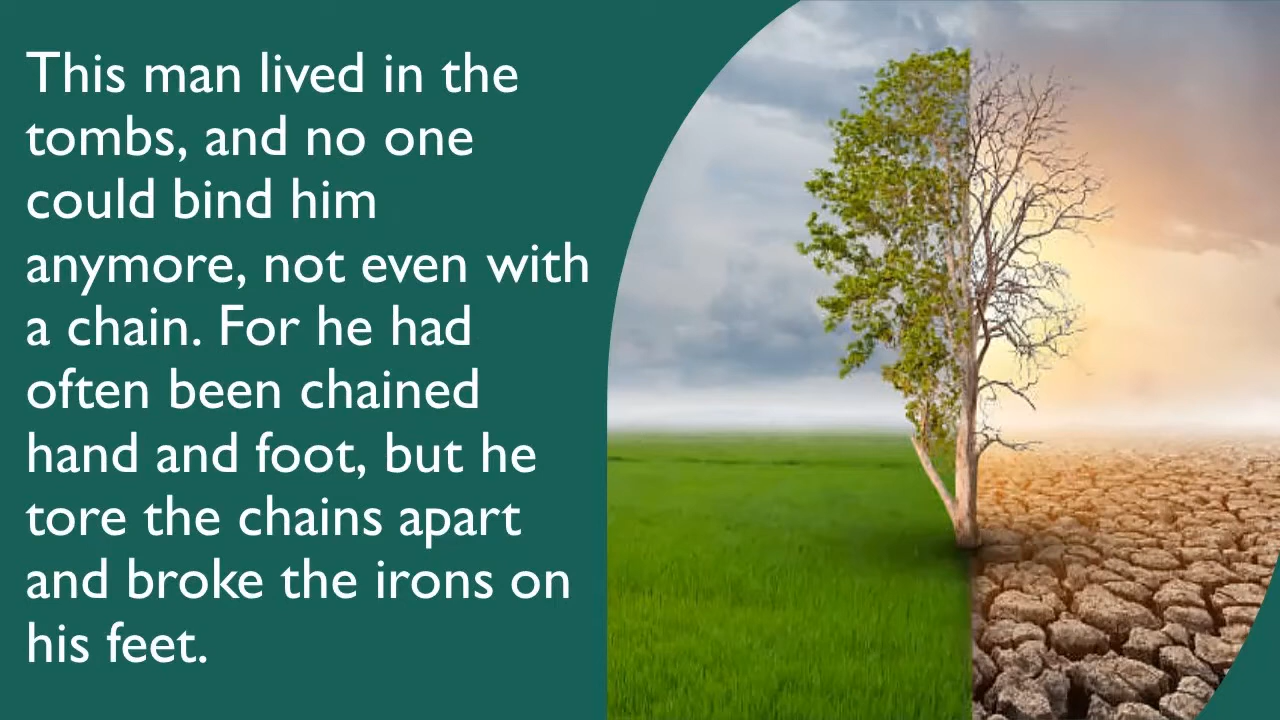 This man lived in the
tombs, and no one
could bind him
anymore, not even with
a chain. For he had
often been chained
hand and foot, but he
tore the chains apart
and broke the irons on
his feet.